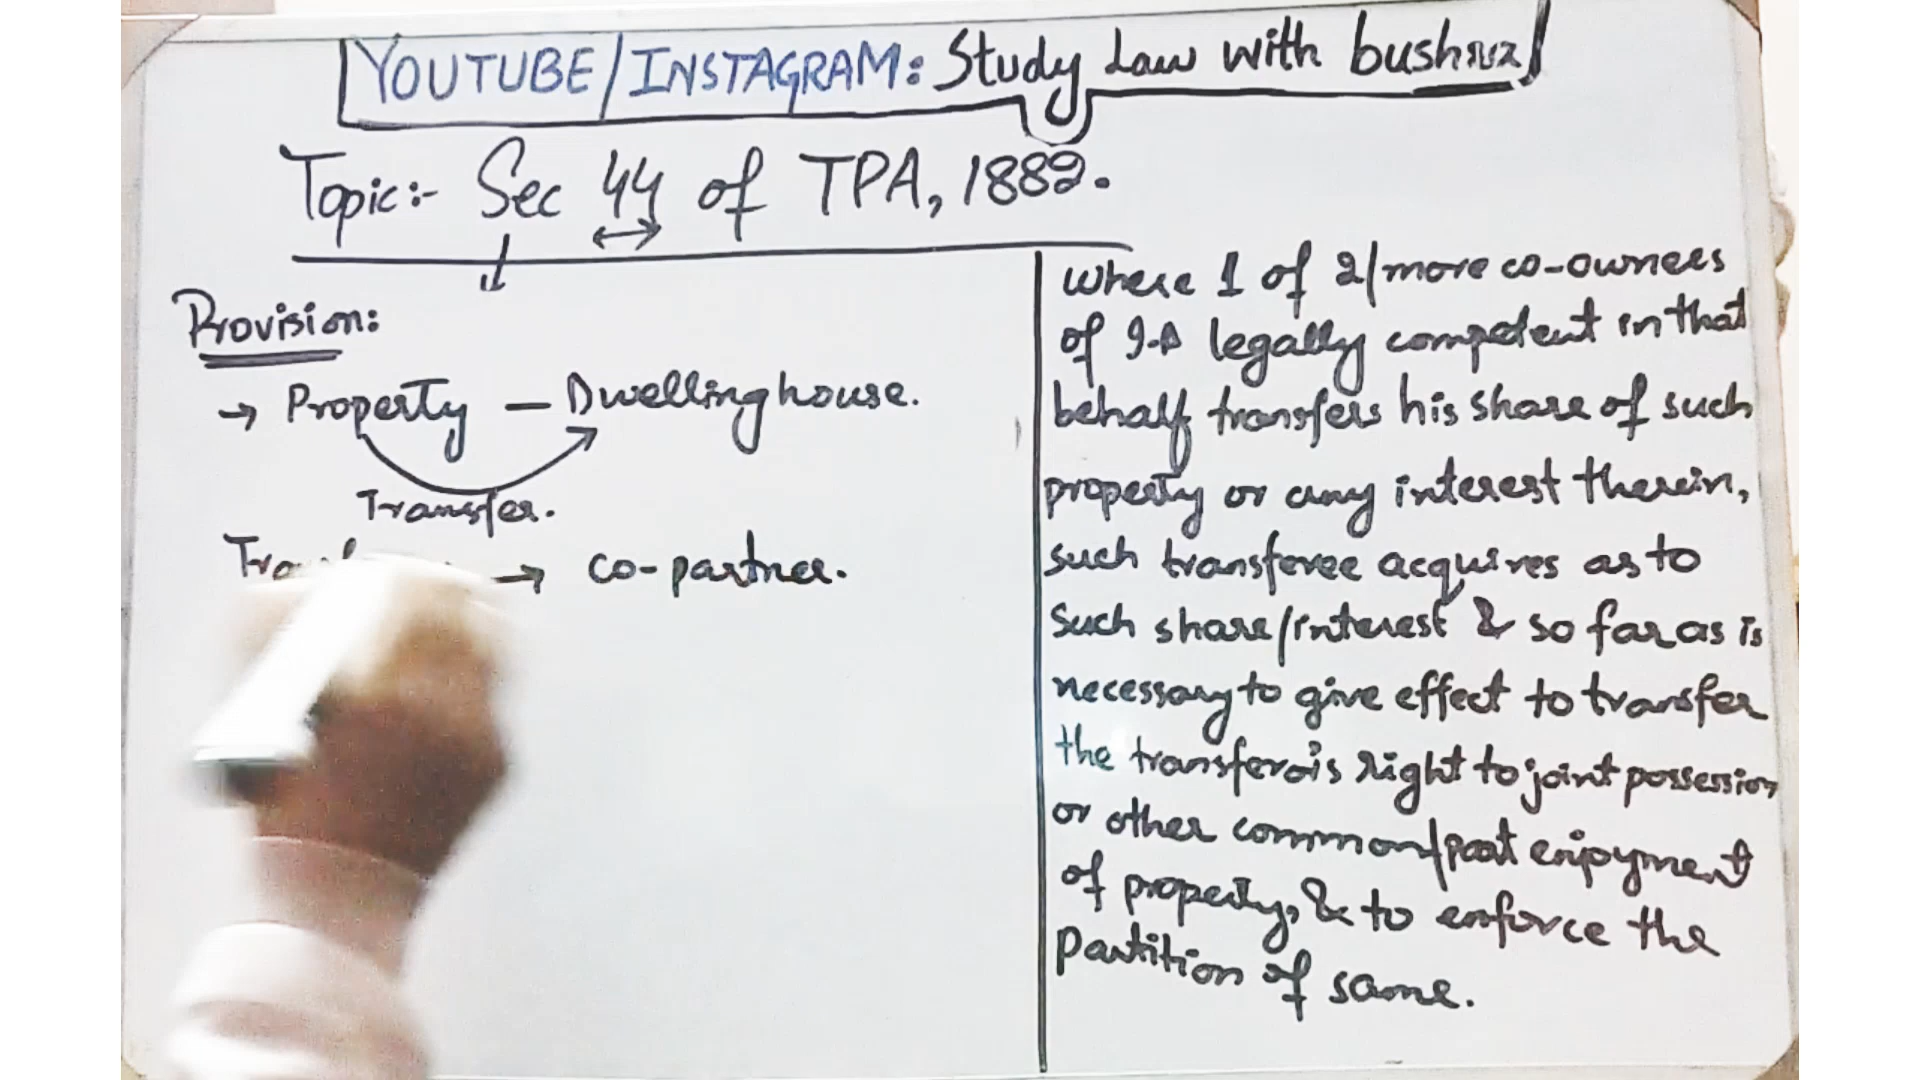 YOUTUBE/INSTAGRAM: Study Law with bushra
Topic:- Sec 44 of TPA, 1882.
Provision:
→ Property — Dwelling house.
Transfer.
→ co-partner.
Where 1 of 2/more co-owners
of I.P legally competent in that
behalf transfers his share of such
property or any interest therein,
such transferee acquires as to
such share/interest & so far as is
necessary to give effect to transfer
the transferor's right to joint possession
or other common/part enjoyment
of property, & to enforce the
partition of same.